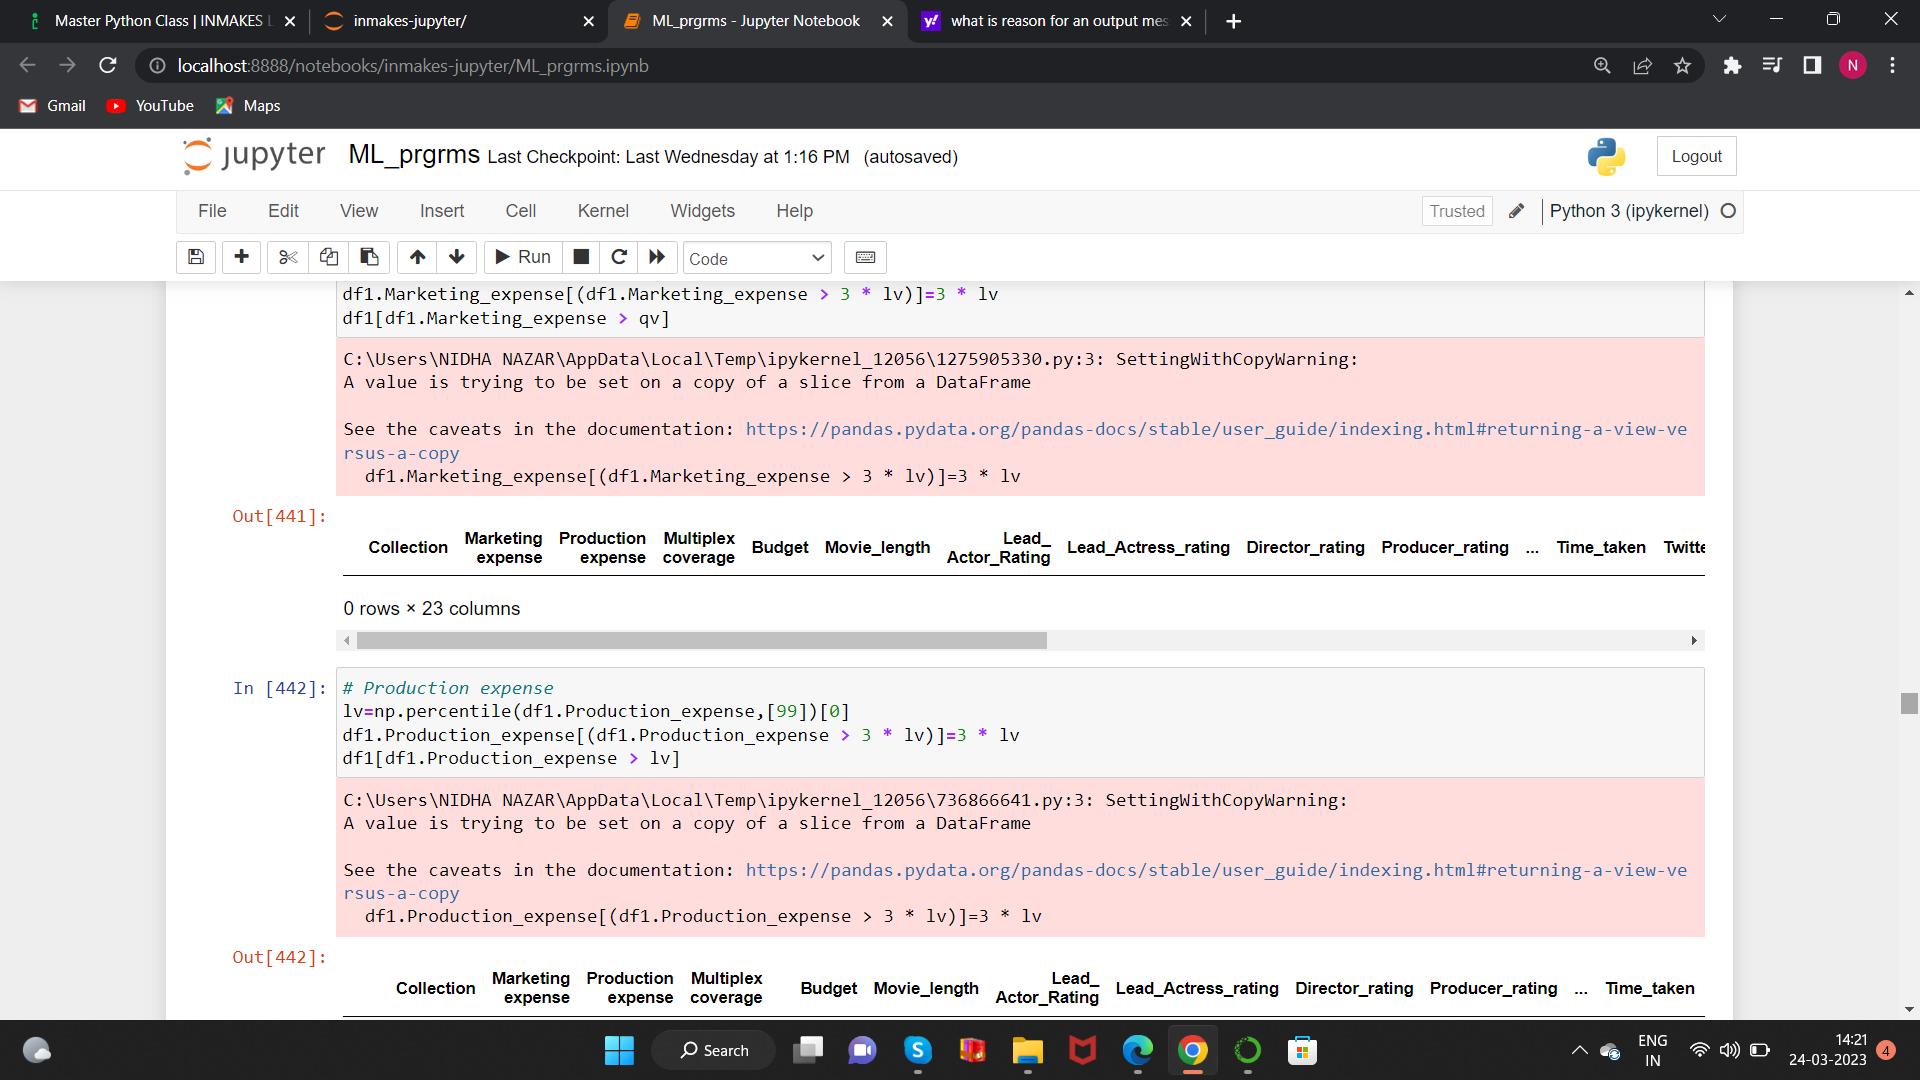 Master Python Class | INMAKES L
inmakes-jupyter/
ML_prgrms - Jupyter Notebook
what is reason for an output mes
localhost:8888/notebooks/inmakes-jupyter/ML_prgrms.ipynb
N
Gmail
YouTube
Maps
jupyter ML_prgrms Last Checkpoint: Last Wednesday at 1:16 PM (autosaved)
Logout
File Edit View Insert Cell Kernel Widgets Help
Trusted
Python 3 (ipykernel)
Run
Code
df1.Marketing_expense[(df1.Marketing_expense > 3 * lv)]=3 * lv
df1[df1.Marketing_expense > qv]
C:\Users\NIDHA NAZAR\AppData\Local\Temp\ipykernel_12056\1275905330.py:3: SettingWithCopyWarning:
A value is trying to be set on a copy of a slice from a DataFrame
See the caveats in the documentation: https://pandas.pydata.org/pandas-docs/stable/user_guide/indexing.html#returning-a-view-ve
rsus-a-copy
df1.Marketing_expense[(df1.Marketing_expense > 3 * lv)]=3 * lv
Out[441]:
Collection Marketing expense Production expense Multiplex coverage Budget Movie_length Lead_ Actor_Rating Lead_Actress_rating Director_rating Producer_rating ... Time_taken Twitte
0 rows × 23 columns
In [442]:
# Production expense
lv=np.percentile(df1.Production_expense,[99])[0]
df1.Production_expense[(df1.Production_expense > 3 * lv)]=3 * lv
df1[df1.Production_expense > lv]
C:\Users\NIDHA NAZAR\AppData\Local\Temp\ipykernel_12056\736866641.py:3: SettingWithCopyWarning:
A value is trying to be set on a copy of a slice from a DataFrame
See the caveats in the documentation: https://pandas.pydata.org/pandas-docs/stable/user_guide/indexing.html#returning-a-view-ve
rsus-a-copy
df1.Production_expense[(df1.Production_expense > 3 * lv)]=3 * lv
Out[442]:
Collection Marketing expense Production expense Multiplex coverage Budget Movie_length Lead_ Actor_Rating Lead_Actress_rating Director_rating Producer_rating ... Time_taken
Search
ENG
IN
14:21
24-03-2023
4